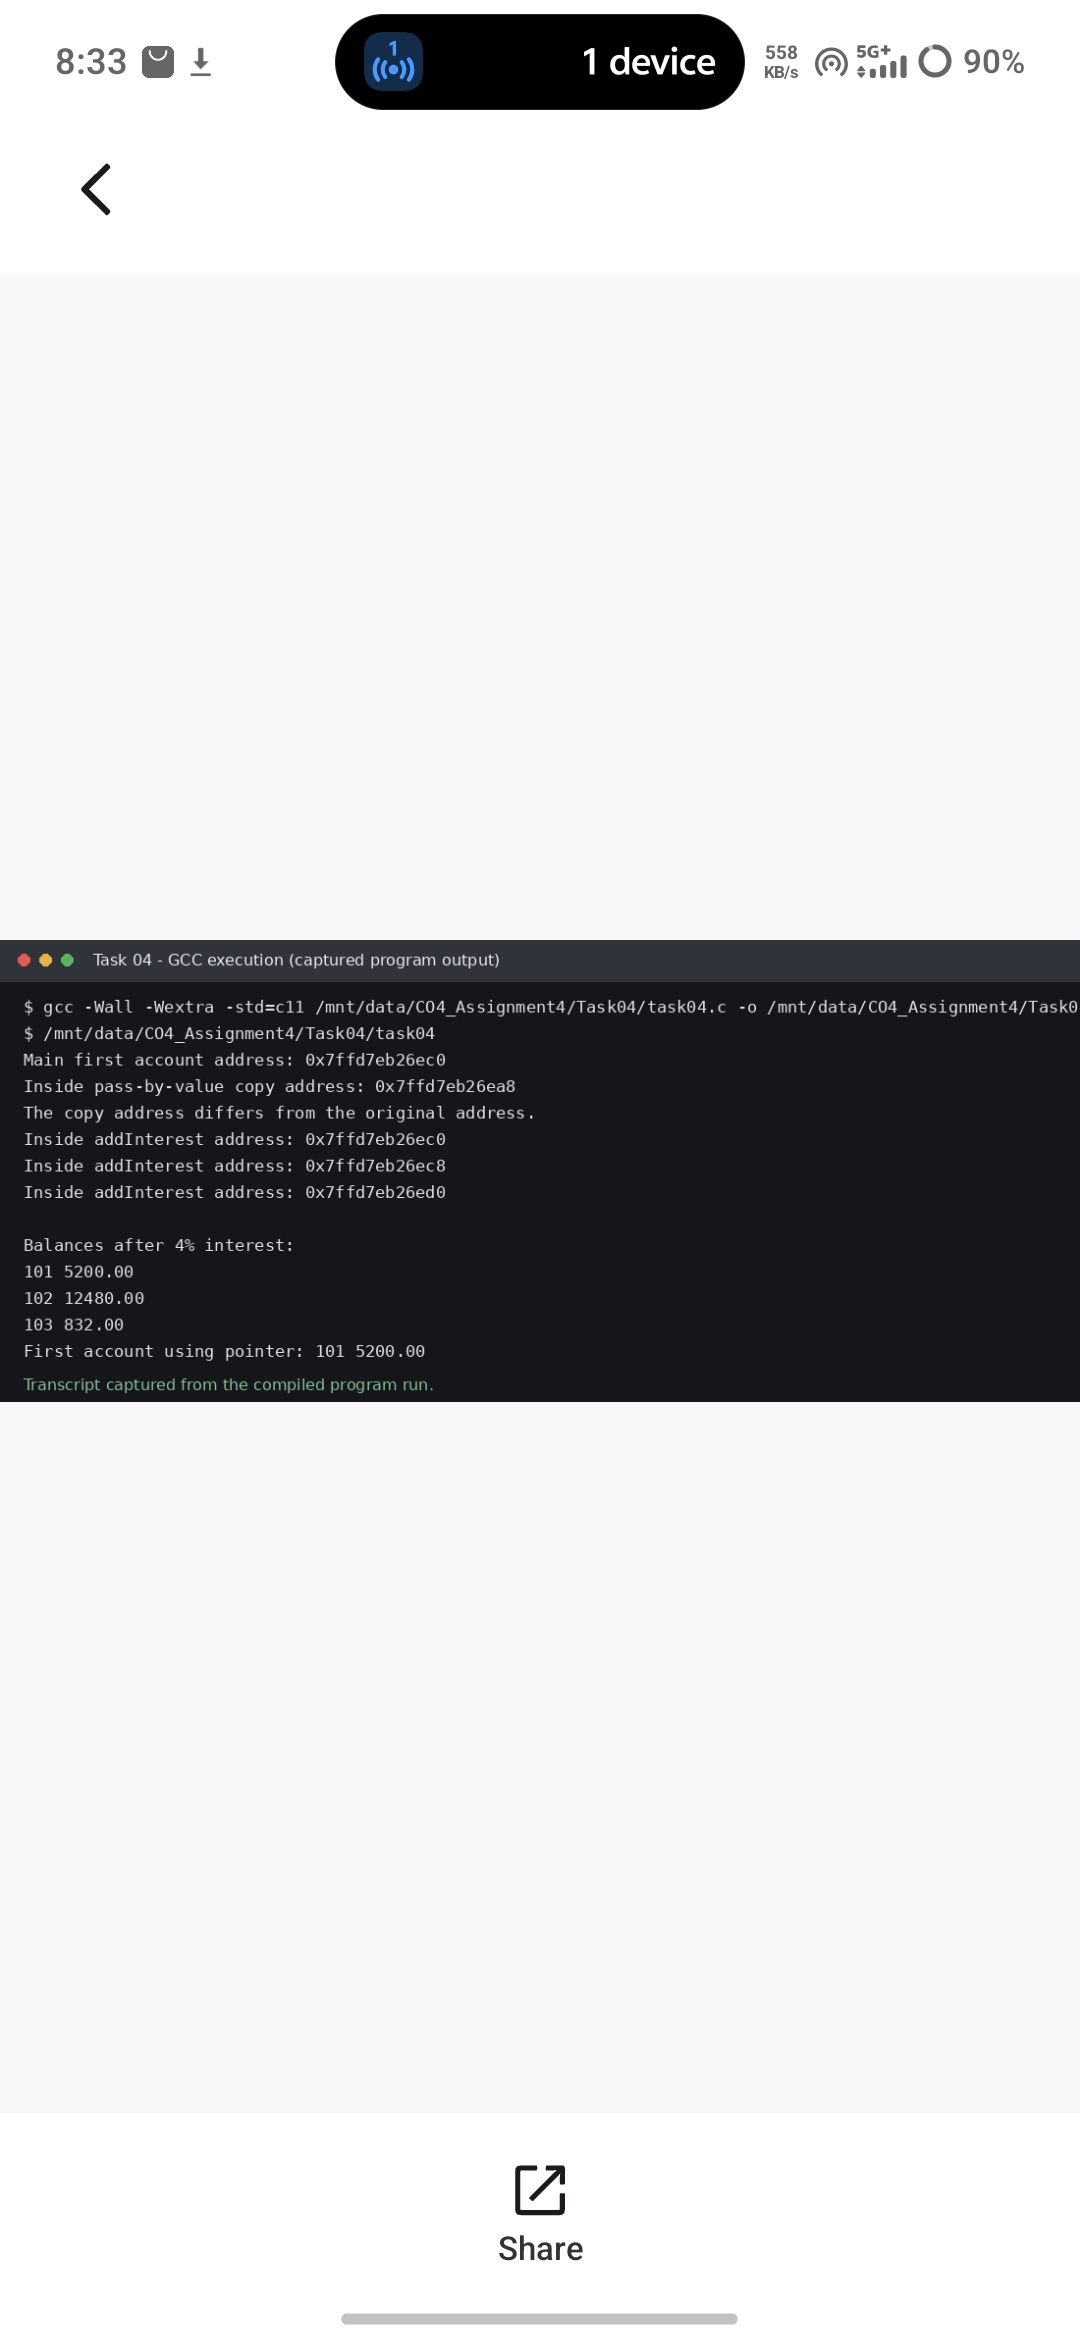 8:33
1
1 device
558
KB/s
5G+
90%
Task 04 - GCC execution (captured program output)
$ gcc -Wall -Wextra -std=c11 /mnt/data/CO4_Assignment4/Task04/task04.c -o /mnt/data/CO4_Assignment4/Task0
$ /mnt/data/CO4_Assignment4/Task04/task04
Main first account address: 0x7ffd7eb26ec0
Inside pass-by-value copy address: 0x7ffd7eb26ea8
The copy address differs from the original address.
Inside addInterest address: 0x7ffd7eb26ec0
Inside addInterest address: 0x7ffd7eb26ec8
Inside addInterest address: 0x7ffd7eb26ed0
Balances after 4% interest:
101 5200.00
102 12480.00
103 832.00
First account using pointer: 101 5200.00
Transcript captured from the compiled program run.
Share